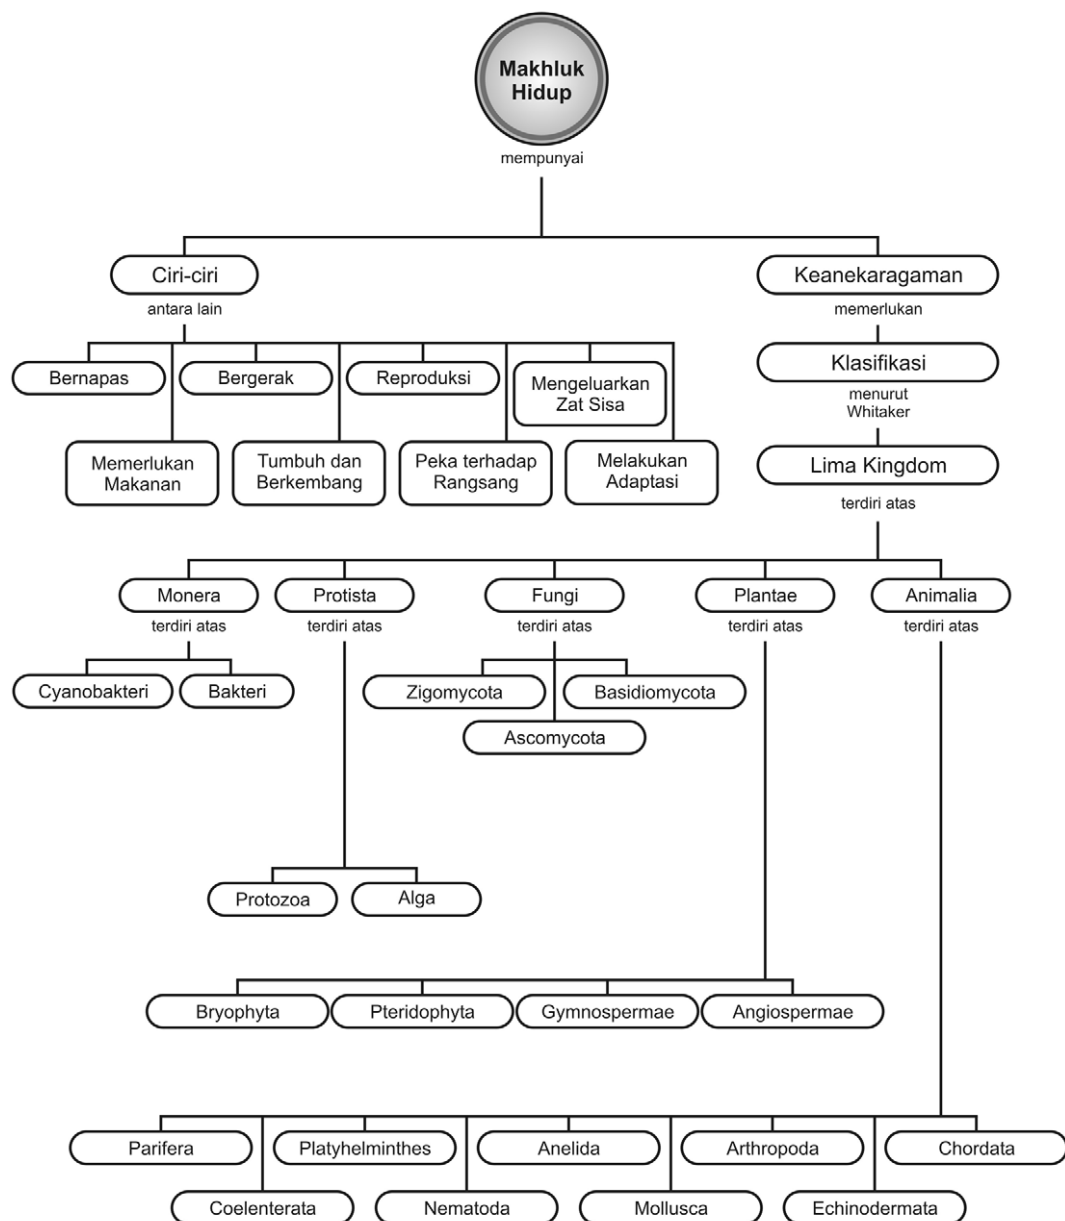 Makhluk
Hidup
mempunyai
Ciri-ciri
Keanekaragaman
antara lain
memerlukan
Bernapas
Bergerak
Reproduksi
Mengeluarkan
Zat Sisa
Klasifikasi
menurut
Whitaker
Memerlukan
Makanan
Tumbuh dan
Berkembang
Peka terhadap
Rangsang
Melakukan
Adaptasi
Lima Kingdom
terdiri atas
Monera
Protista
Fungi
Plantae
Animalia
terdiri atas
terdiri atas
terdiri atas
terdiri atas
terdiri atas
Cyanobakteri
Bakteri
Zigomycota
Basidiomycota
Ascomycota
Protozoa
Alga
Bryophyta
Pteridophyta
Gymnospermae
Angiospermae
Parifera
Platyhelminthes
Anelida
Arthropoda
Chordata
Coelenterata
Nematoda
Mollusca
Echinodermata